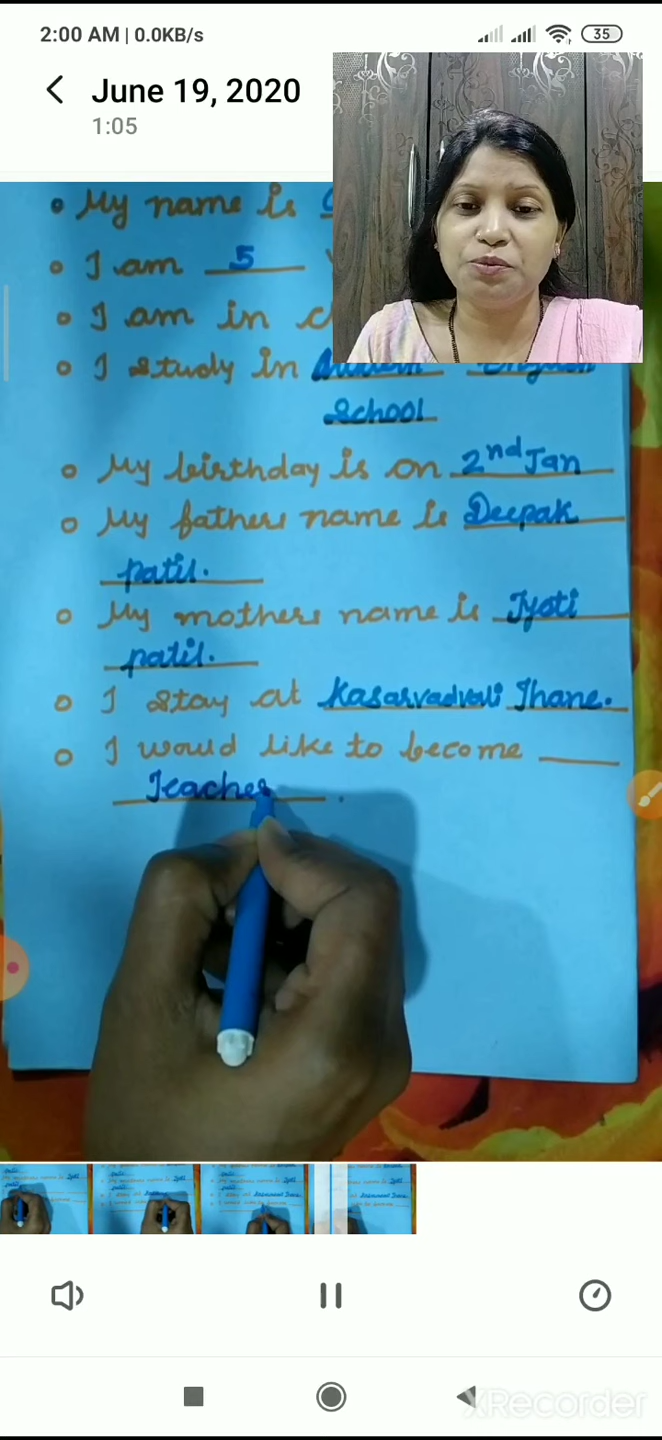 2:00 AM | 0.0KB/s
35
June 19, 2020
1:05
My name is
I am 5
I am in
I study in
School
My birthday is on 2nd Jan
My fathers name is Deepak
patil.
My mothers name is Jyoti
patil.
I stay at Kasarvadvali Thane.
I would like to become
Teacher
XRecorder